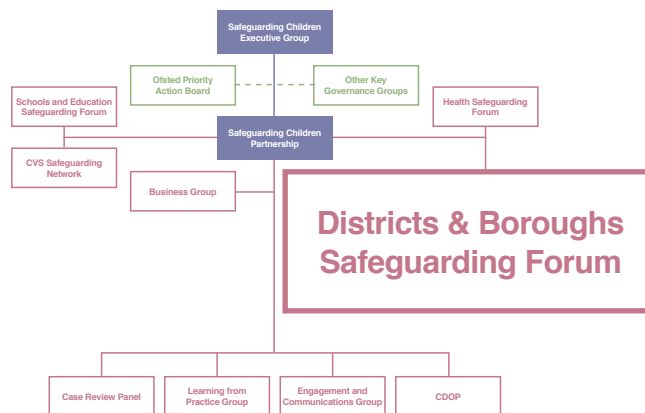 Safeguarding Children
Executive Group
Ofsted Priority
Action Board
Other Key
Governance Groups
Schools and Education
Safeguarding Forum
Health Safeguarding
Forum
Safeguarding Children
Partnership
CVS Safeguarding
Network
Business Group
Districts & Boroughs
Safeguarding Forum
Case Review Panel
Learning from
Practice Group
Engagement and
Communications Group
CDOP